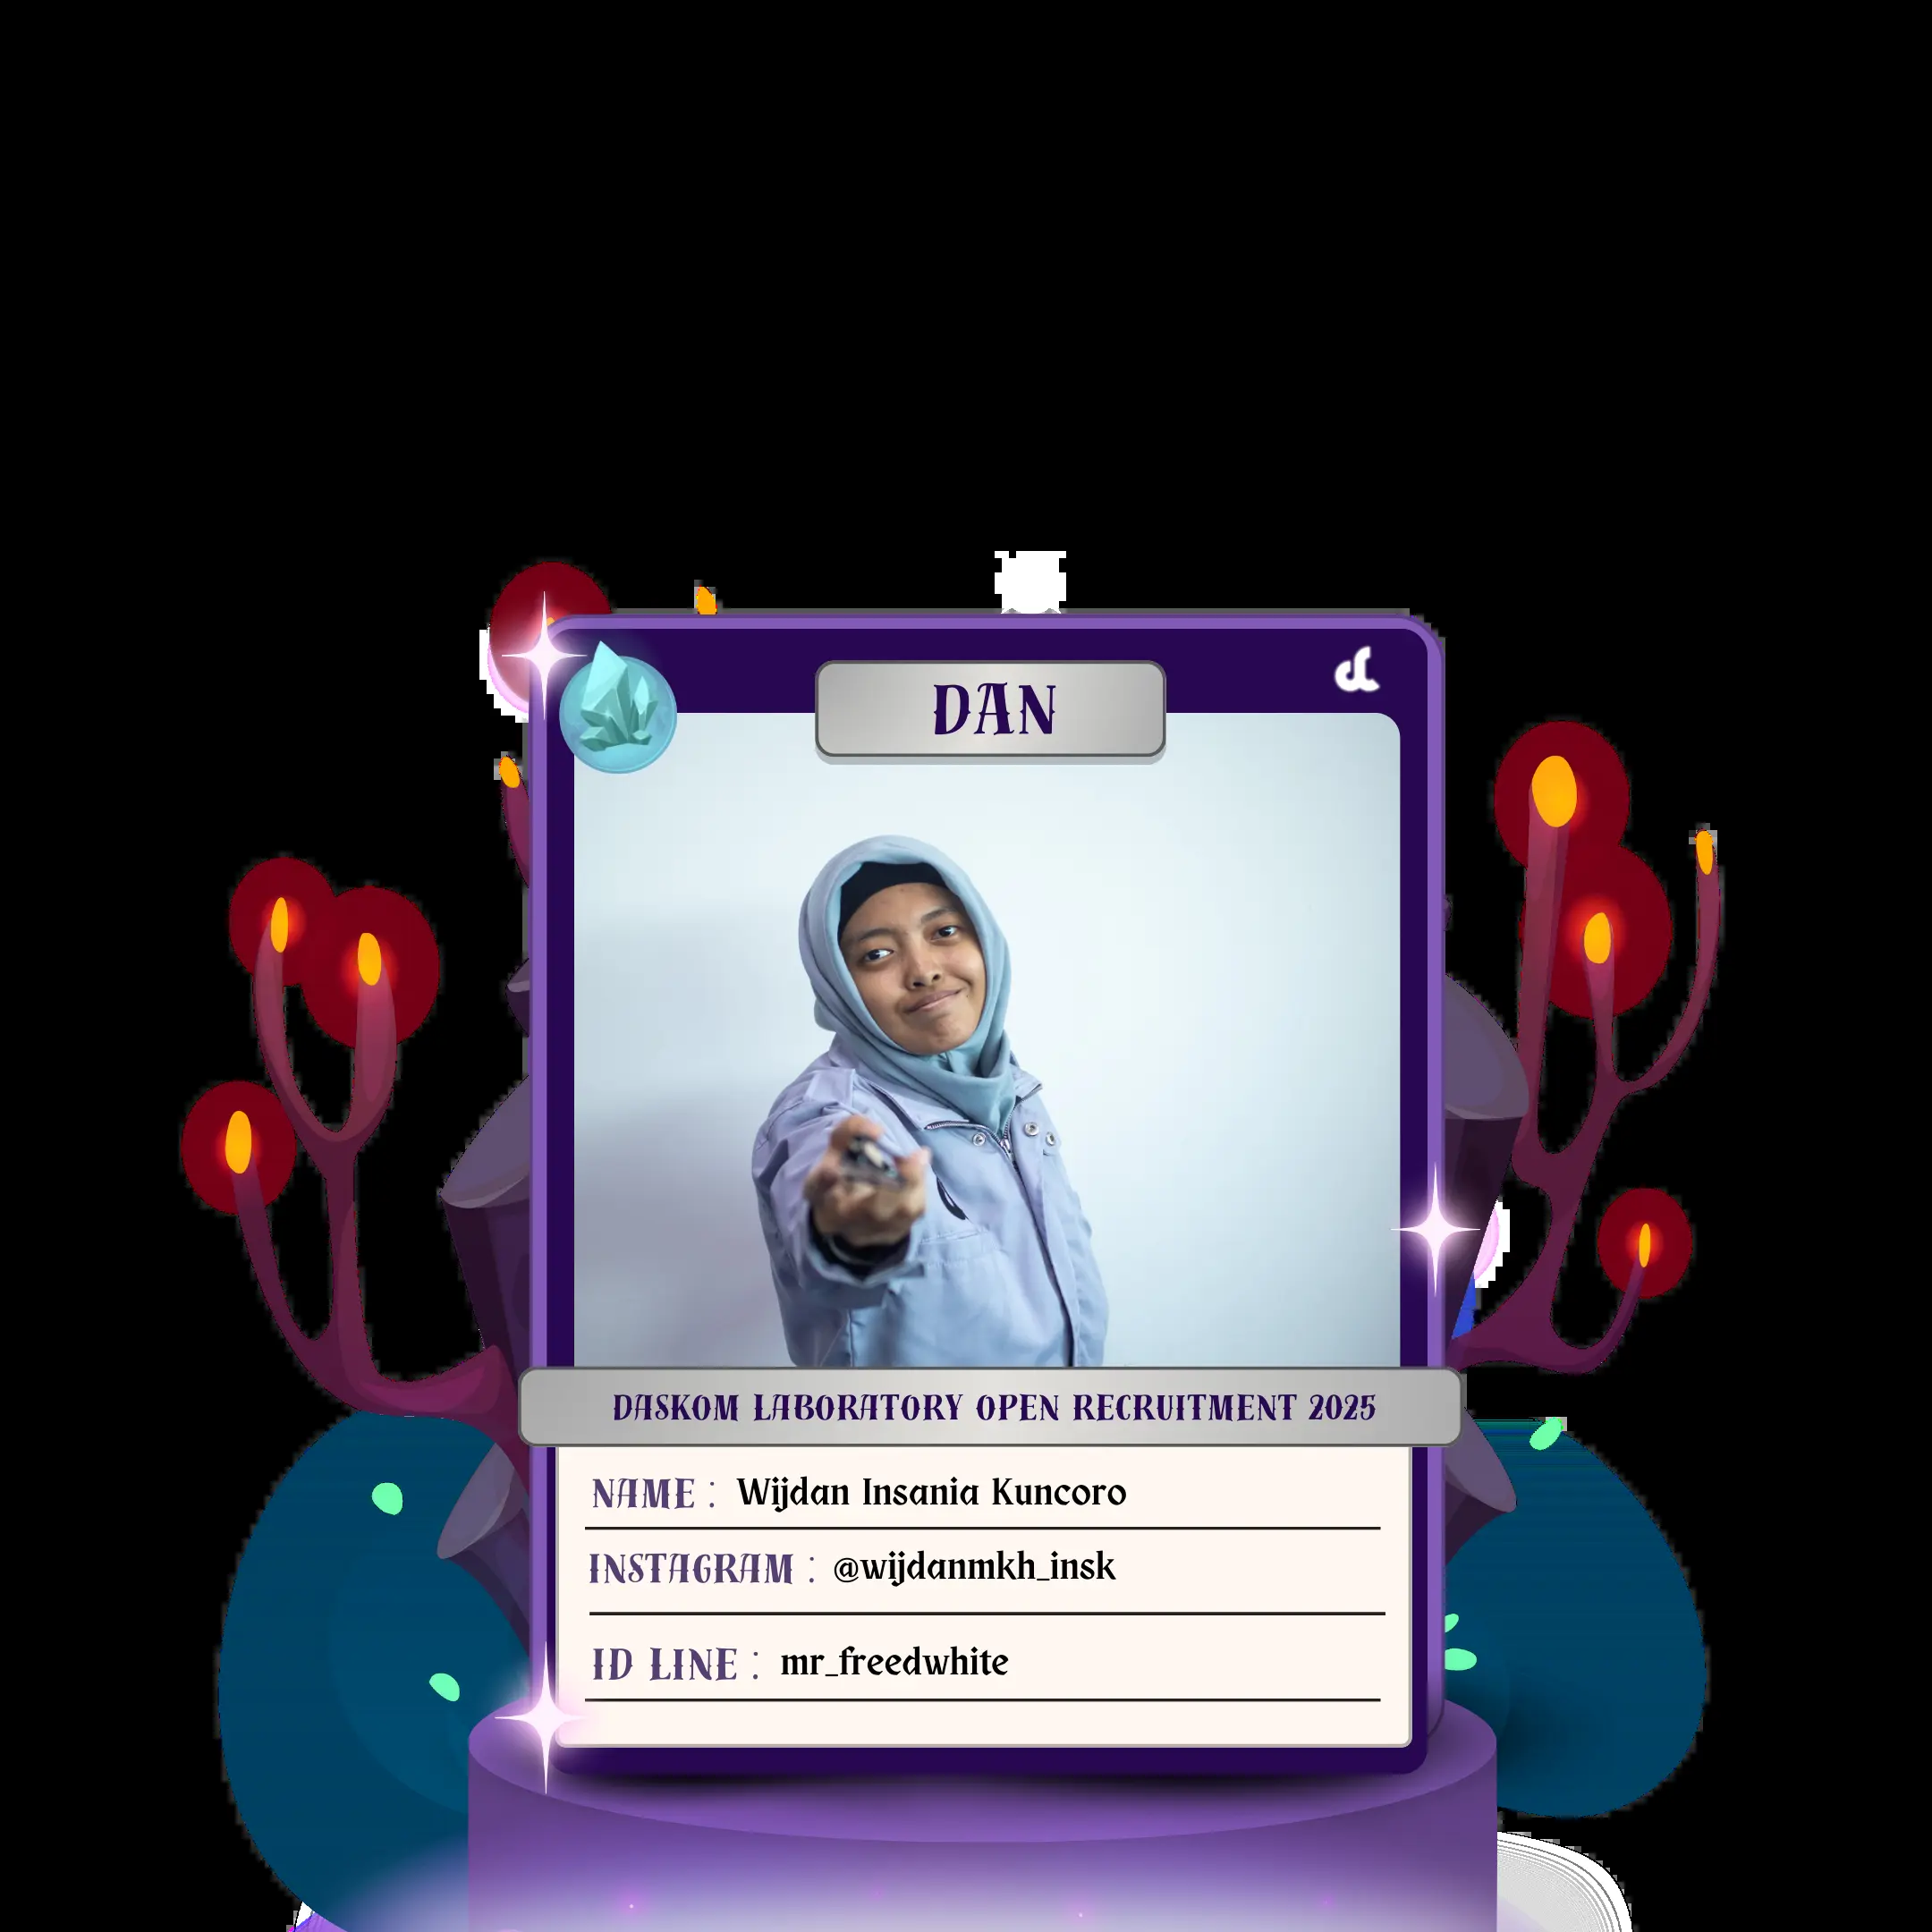 DAN
DASKOM LABORATORY OPEN RECRUITMENT 2025
NAME : Wijdan Insania Kuncoro
INSTAGRAM : @wijdanmkh_insk
ID LINE : mr_freedwhite